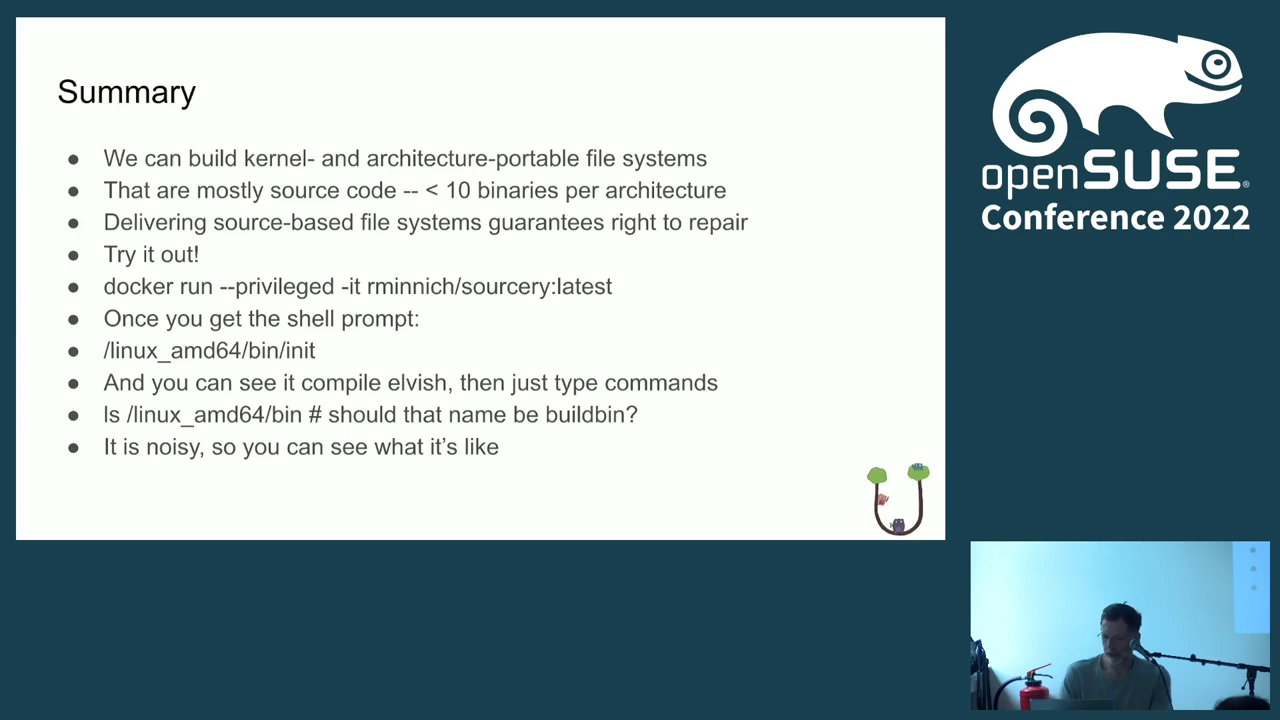 Summary
We can build kernel- and architecture-portable file systems
That are mostly source code -- < 10 binaries per architecture
Delivering source-based file systems guarantees right to repair
Try it out!
docker run --privileged -it rminnich/sourcery:latest
Once you get the shell prompt:
/linux_amd64/bin/init
And you can see it compile elvish, then just type commands
ls /linux_amd64/bin # should that name be buildbin?
It is noisy, so you can see what it’s like
openSUSE®
Conference 2022